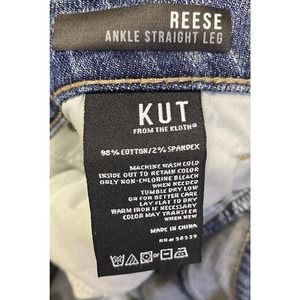 REESE
ANKLE STRAIGHT LEG
KUT
FROM THE KLOTH®
98% COTTON/2% SPANDEX
MACHINE WASH COLD
INSIDE OUT TO RETAIN COLOR
ONLY NON-CHLORINE BLEACH
WHEN NEEDED
TUMBLE DRY LOW
OR FOR BETTER CARE
LAY FLAT TO DRY
WARM IRON IF NECESSARY
COLOR MAY TRANSFER
WHEN NEW
MADE IN CHINA